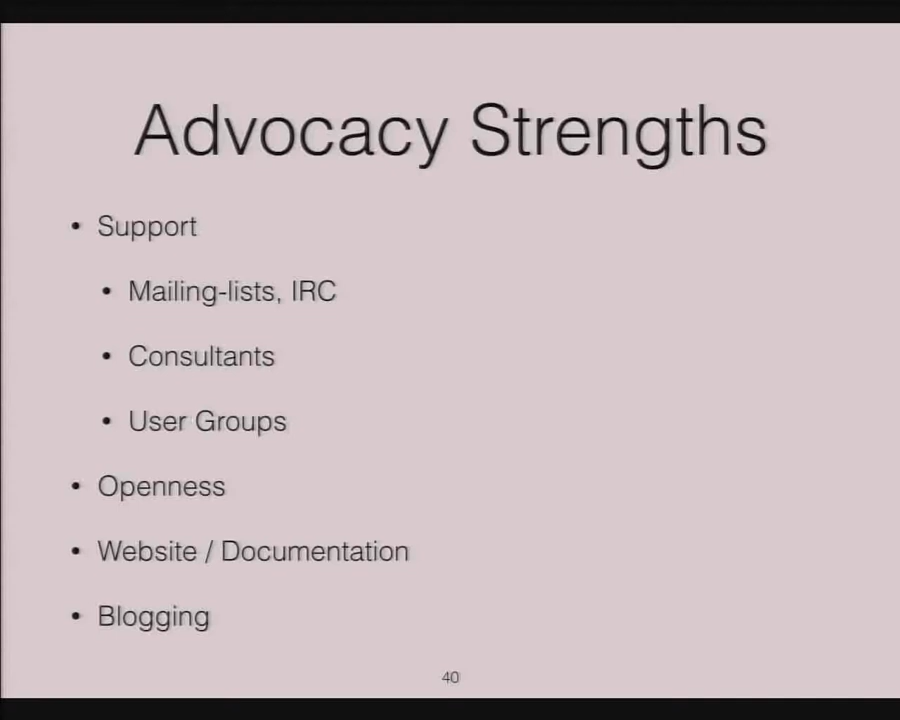 Advocacy Strengths
• Support
• Mailing-lists, IRC
• Consultants
• User Groups
• Openness
• Website / Documentation
• Blogging
40